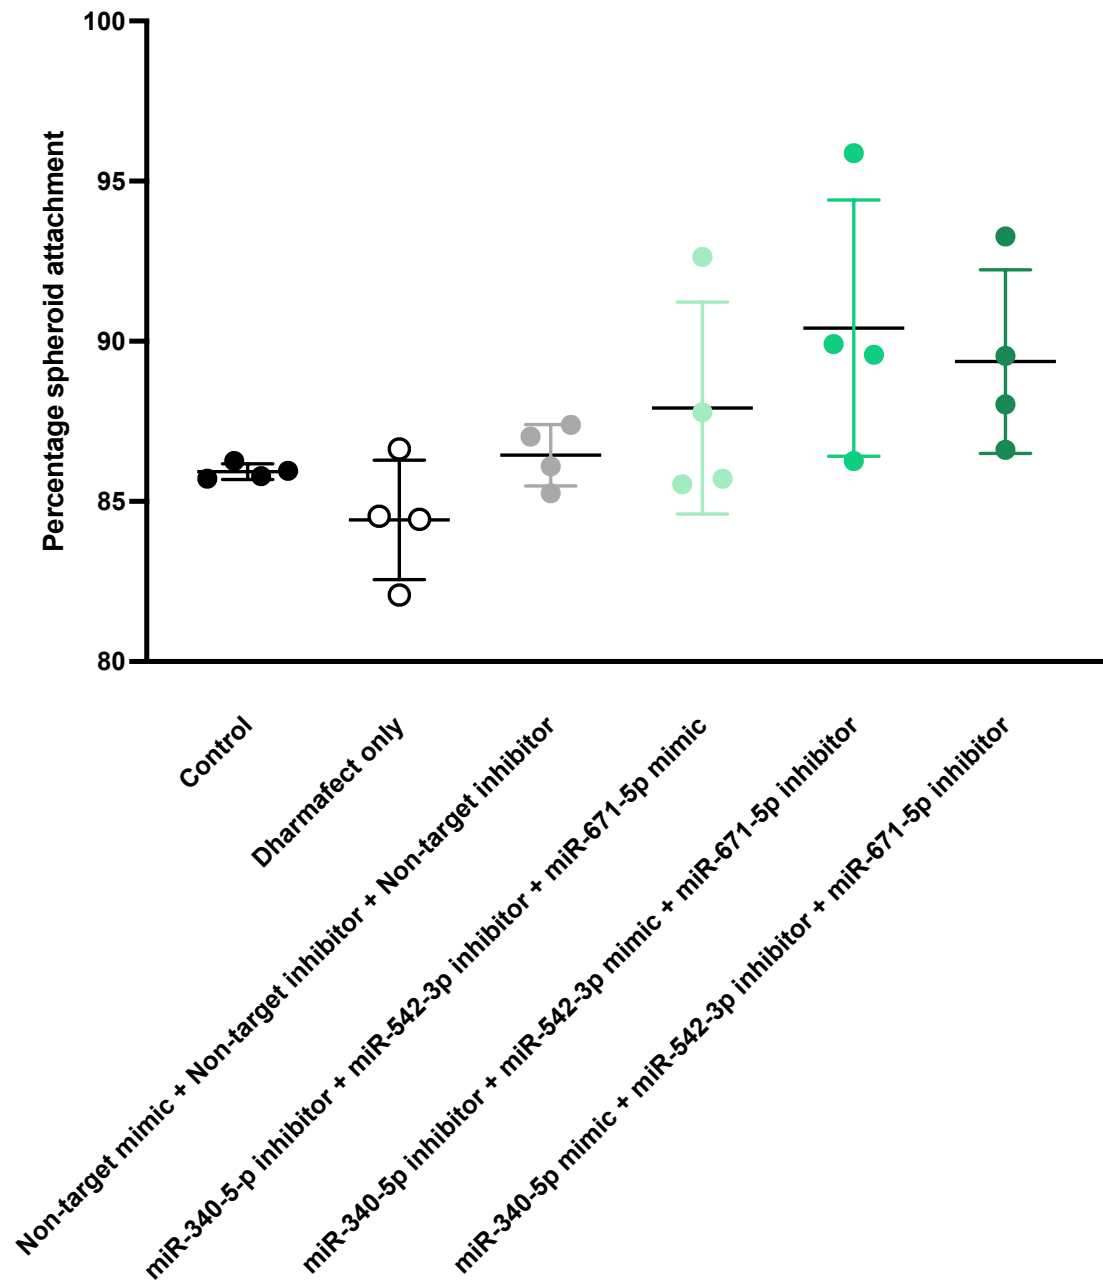 100
95
90
85
80
Percentage spheroid attachment
Control
Dharmafect only
Non-target mimic + Non-target inhibitor + Non-target inhibitor
miR-340-5-p inhibitor + miR-542-3p inhibitor + miR-671-5p mimic
miR-340-5p inhibitor + miR-542-3p mimic + miR-671-5p inhibitor
miR-340-5p mimic + miR-542-3p inhibitor + miR-671-5p inhibitor